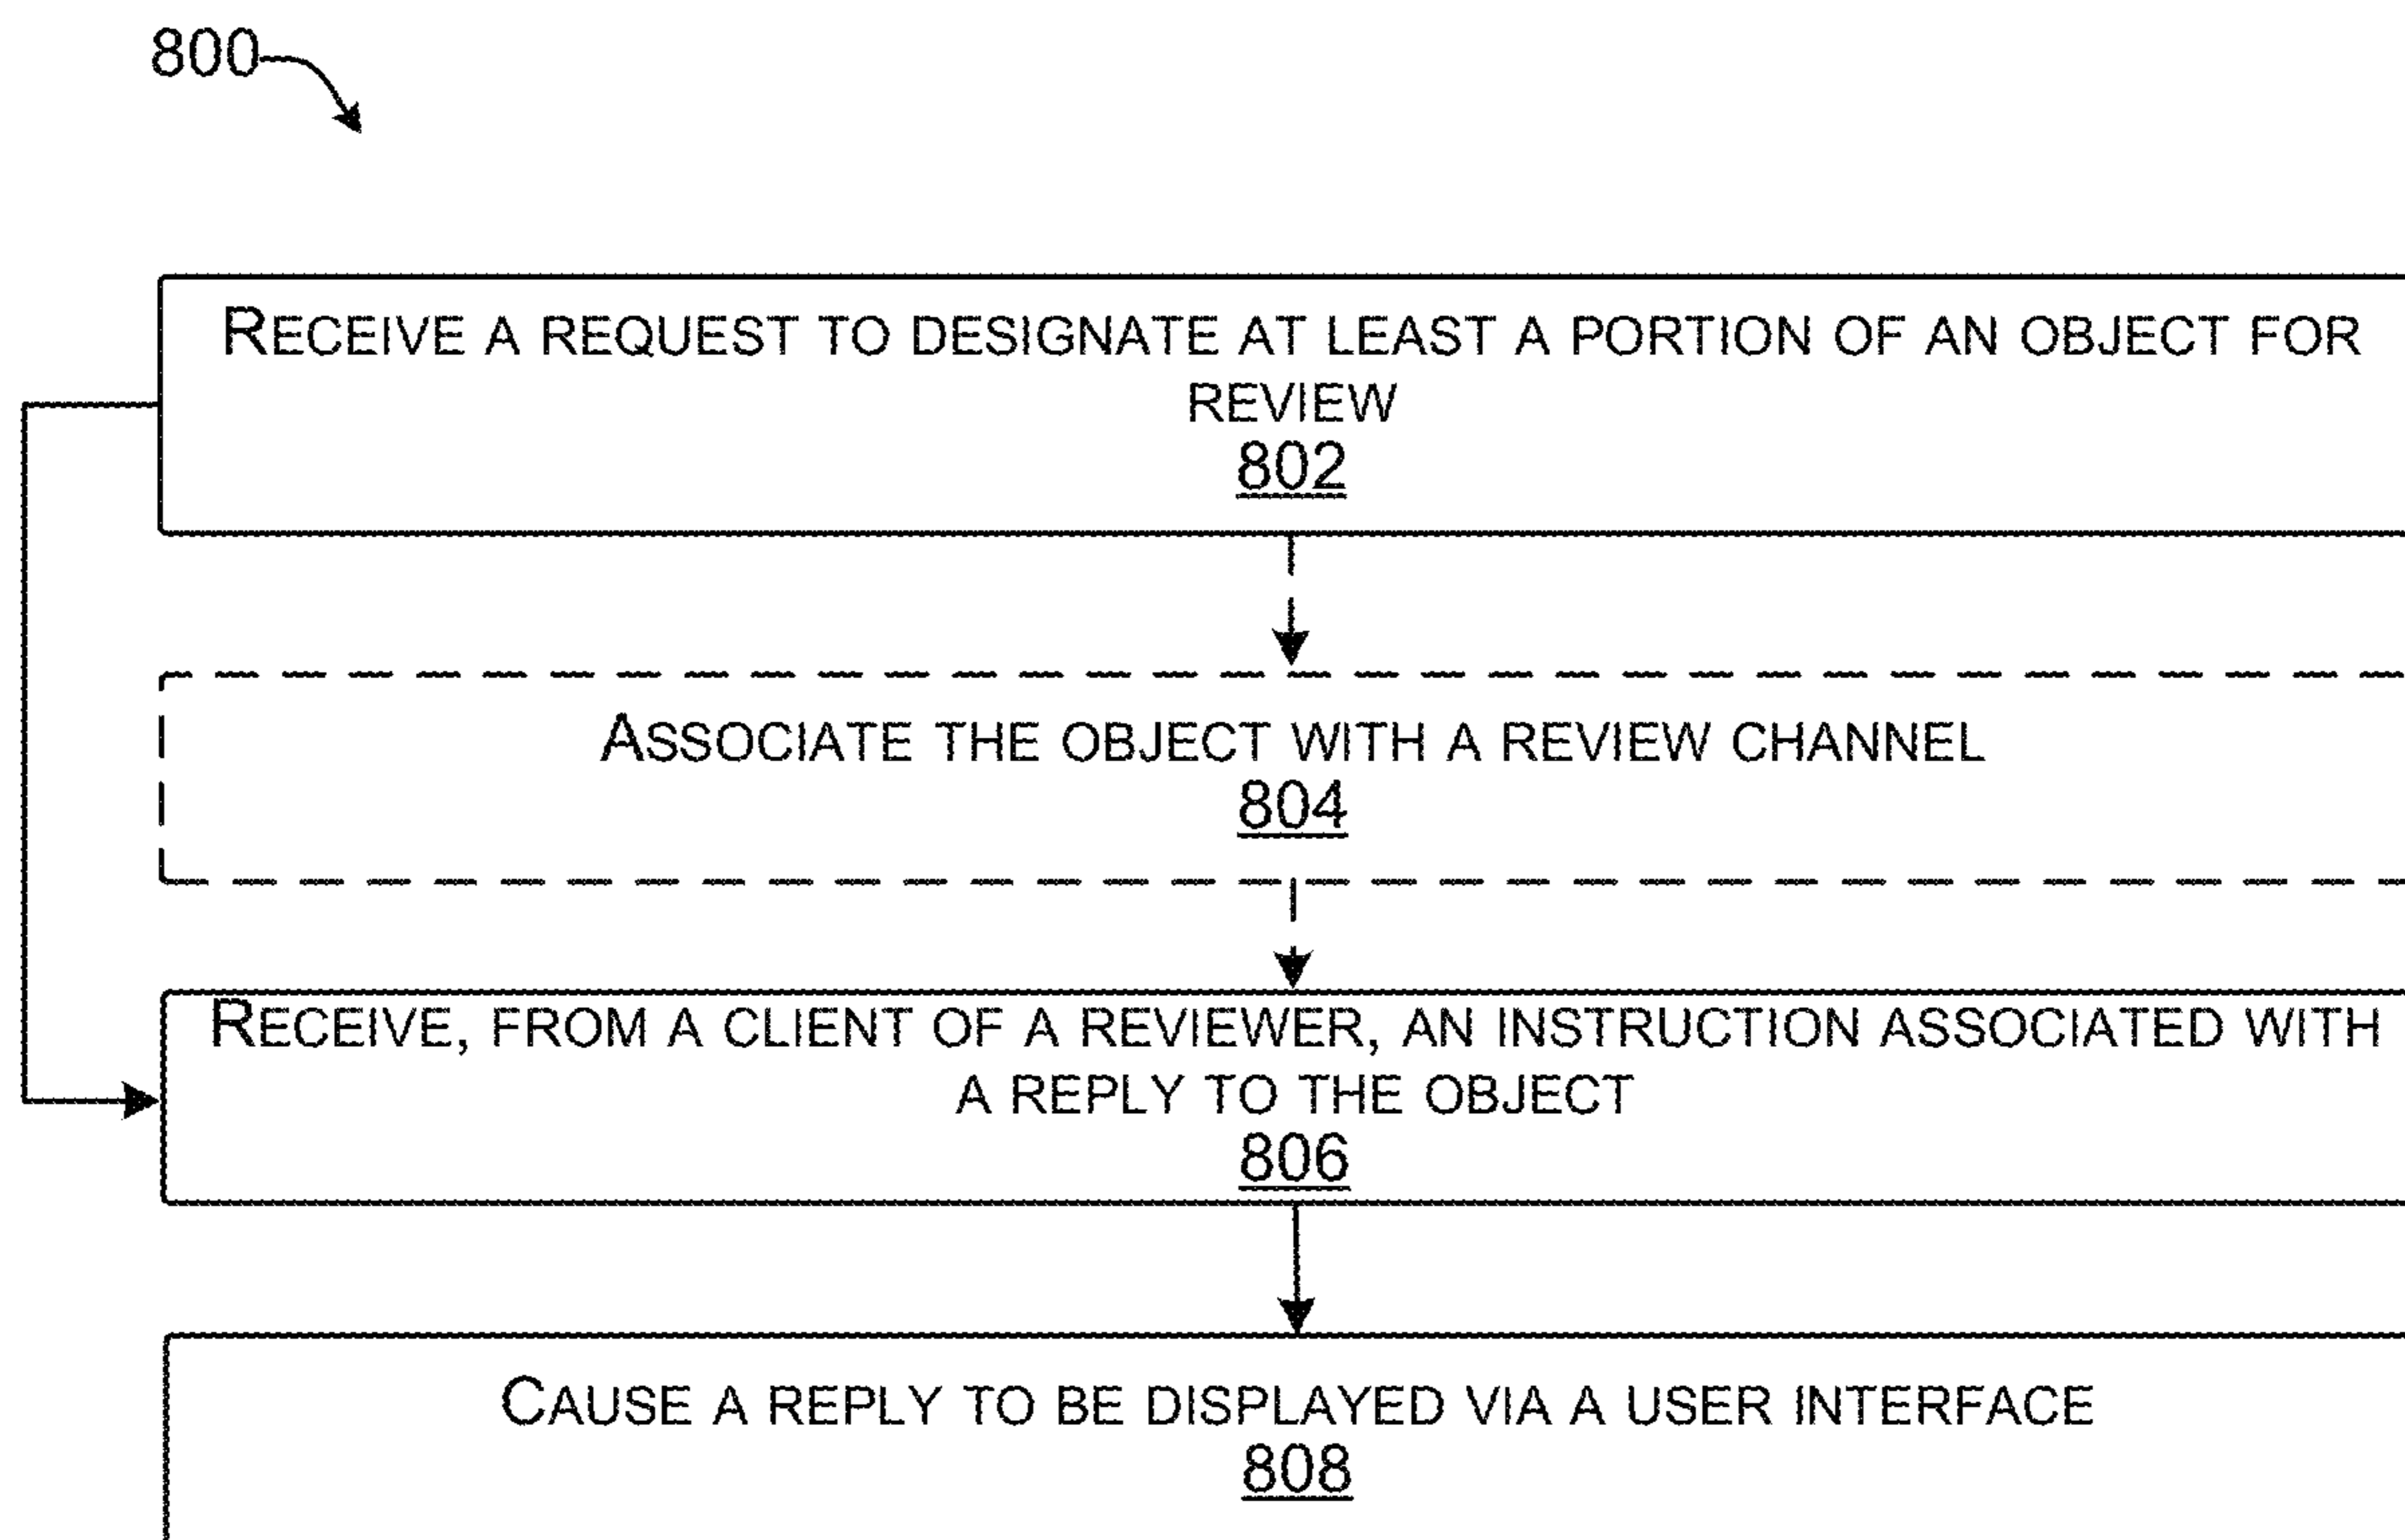 800
RECEIVE A REQUEST TO DESIGNATE AT LEAST A PORTION OF AN OBJECT FOR
REVIEW
802
ASSOCIATE THE OBJECT WITH A REVIEW CHANNEL
804
RECEIVE, FROM A CLIENT OF A REVIEWER, AN INSTRUCTION ASSOCIATED WITH
A REPLY TO THE OBJECT
806
CAUSE A REPLY TO BE DISPLAYED VIA A USER INTERFACE
808